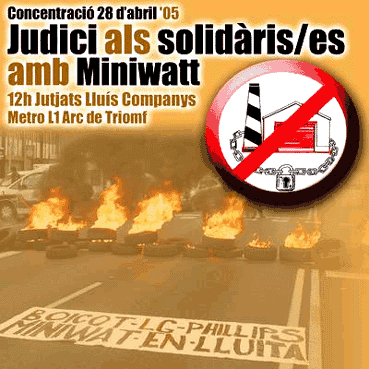 Concentració 28 d'abril '05
Judici als solidàris/es
amb Miniwatt
12h Jutjats Lluís Companys
Metro L1 Arc de Triomf
BOICOT-LG-PHILLIPS
MINIWAT-EN-LLUITA